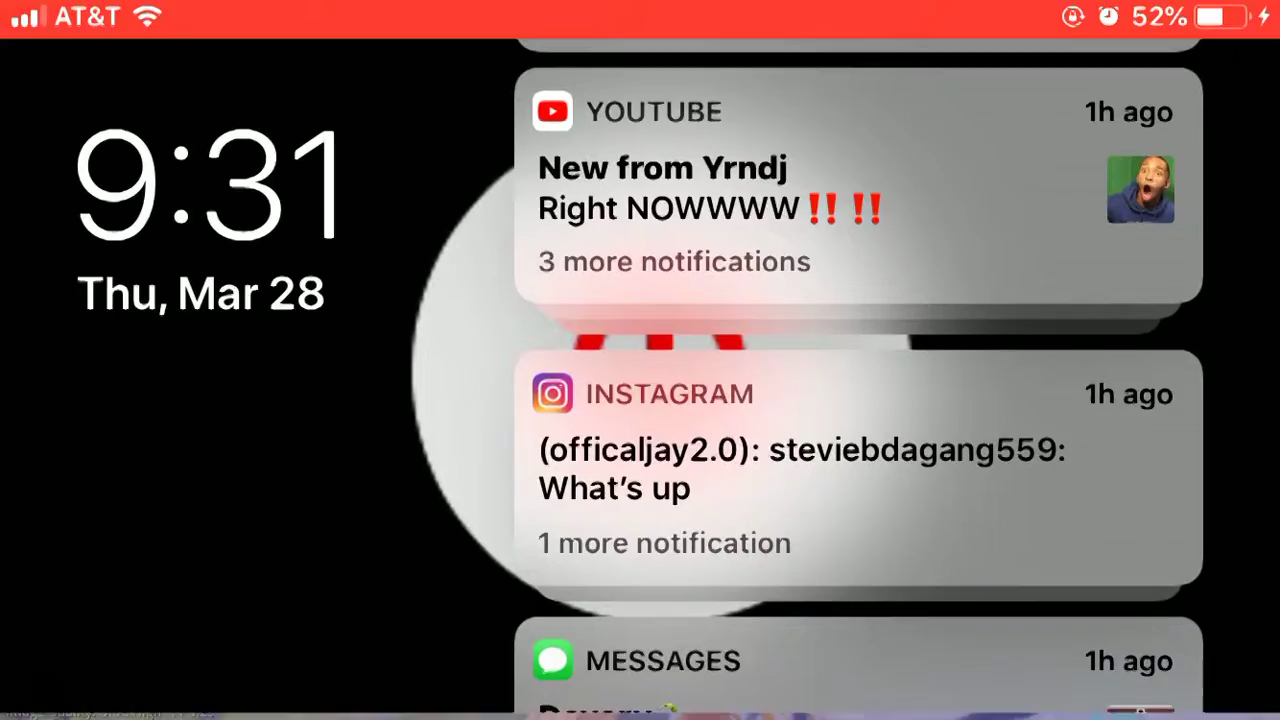 AT&T 52%
9:31
Thu, Mar 28
YOUTUBE 1h ago
New from Yrndj
Right NOWWWW‼️ ‼️
3 more notifications
INSTAGRAM 1h ago
(officaljay2.0): steviebdagang559:
What's up
1 more notification
MESSAGES 1h ago